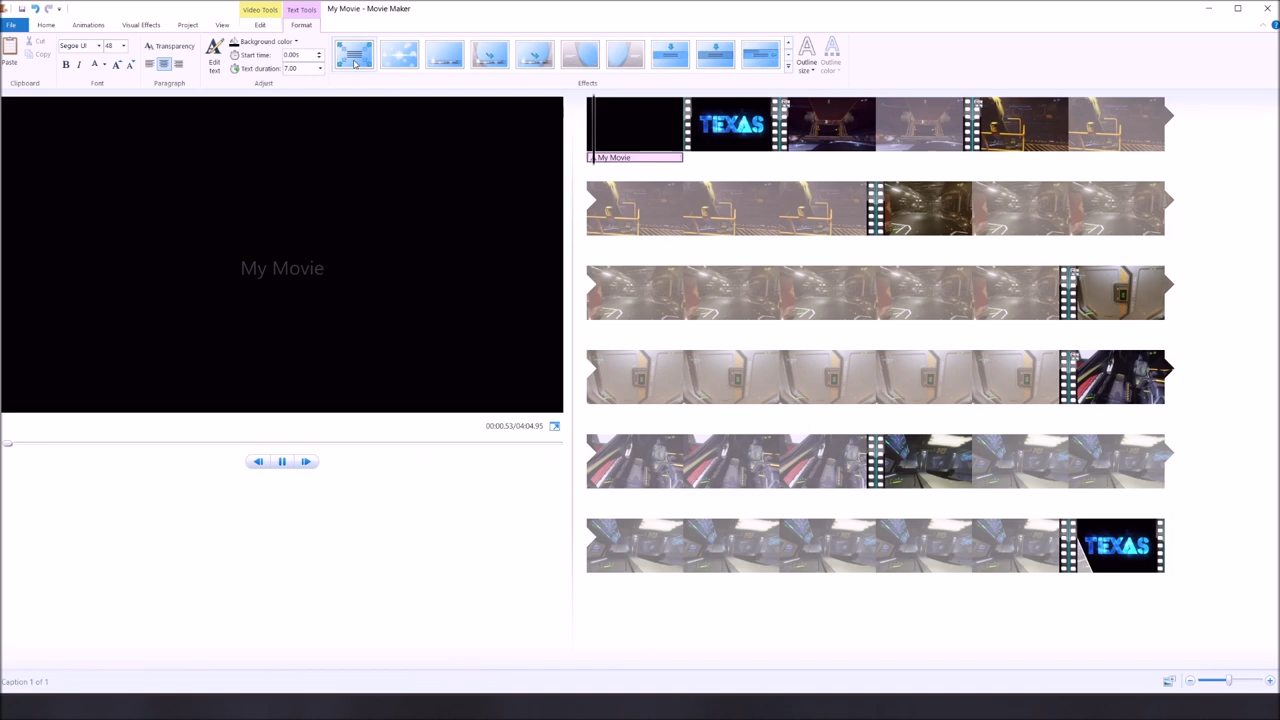 Video Tools
Text Tools
My Movie - Movie Maker
File
Home
Animations
Visual Effects
Project
View
Edit
Format
Paste
Cut
Copy
Clipboard
Segoe UI
48
B I A A A
Font
Transparency
Paragraph
Edit text
Background color
Start time: 0.00s
Text duration: 7.00
Adjust
Effects
Outline size
Outline color
My Movie
00:00.53/04:04.95
TEXAS
A My Movie
TEXAS
Caption 1 of 1